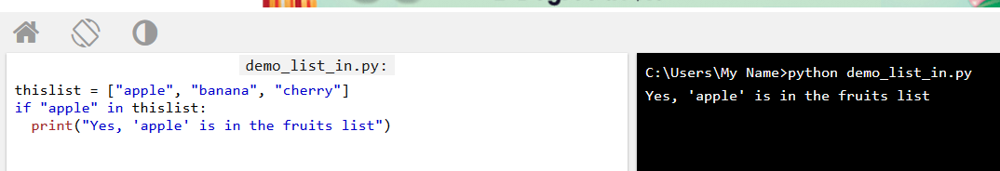 demo_list_in.py:
thislist = ["apple", "banana", "cherry"]
if "apple" in thislist:
  print("Yes, 'apple' is in the fruits list")
C:\Users\My Name>python demo_list_in.py
Yes, 'apple' is in the fruits list